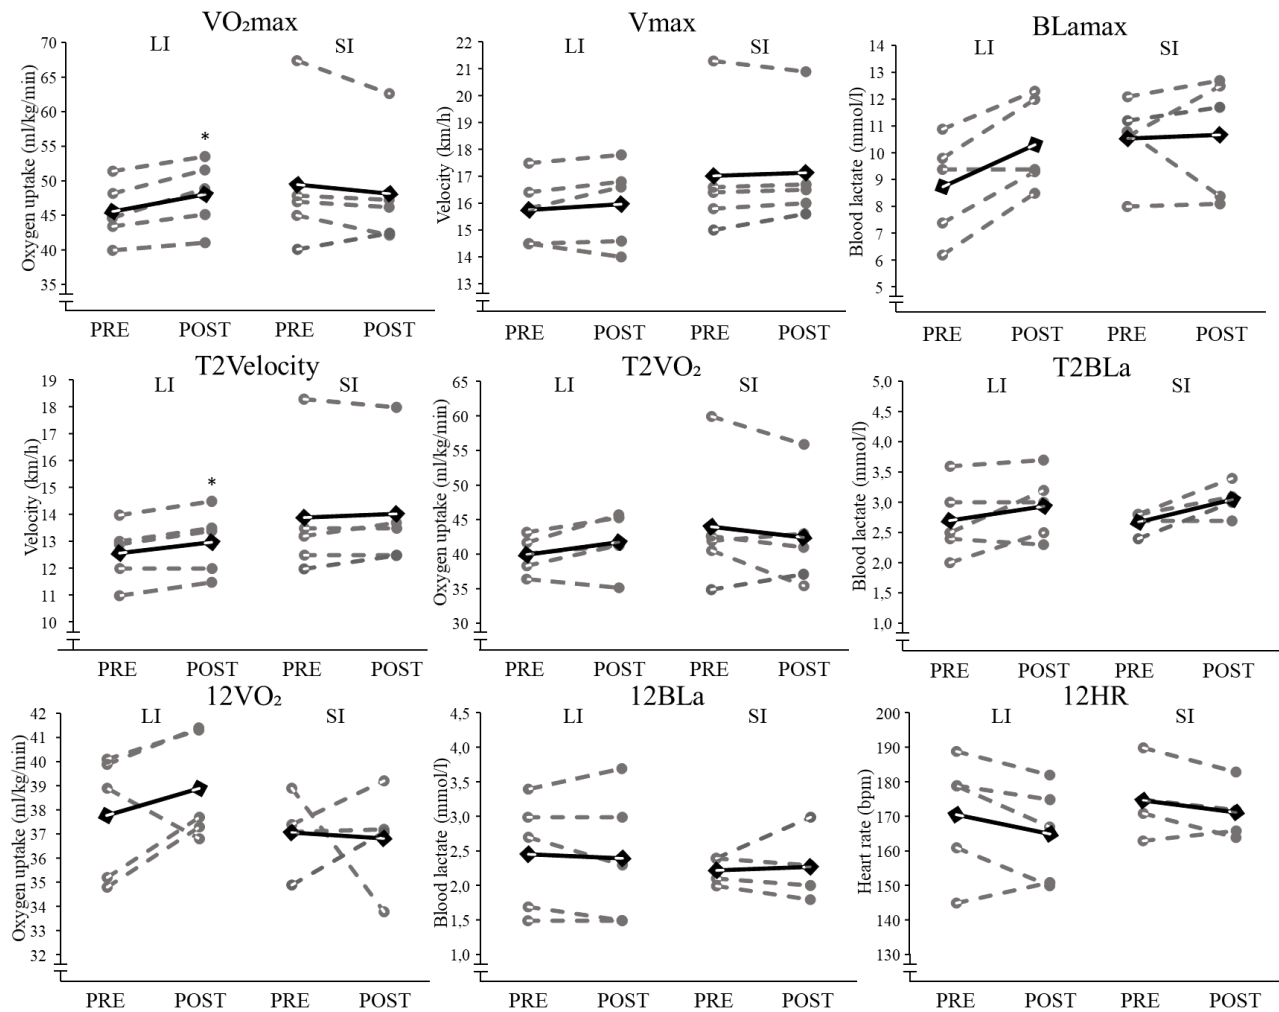 VO₂max
LI
SI
Oxygen uptake (ml/kg/min)
70
65
60
55
50
45
40
35
*
PRE
POST
PRE
POST
Vmax
LI
SI
Velocity (km/h)
22
21
20
19
18
17
16
15
14
13
PRE
POST
PRE
POST
BLamax
LI
SI
Blood lactate (mmol/l)
14
13
12
11
10
9
8
7
6
5
PRE
POST
PRE
POST
T2Velocity
LI
SI
Velocity (km/h)
19
18
17
16
15
14
13
12
11
10
*
PRE
POST
PRE
POST
T2VO₂
LI
SI
Oxygen uptake (ml/kg/min)
65
60
55
50
45
40
35
30
PRE
POST
PRE
POST
T2BLa
LI
SI
Blood lactate (mmol/l)
5,0
4,5
4,0
3,5
3,0
2,5
2,0
1,5
1,0
PRE
POST
PRE
POST
12VO₂
LI
SI
Oxygen uptake (ml/kg/min)
42
41
40
39
38
37
36
35
34
33
32
PRE
POST
PRE
POST
12BLa
LI
SI
Blood lactate (mmol/l)
4,5
4,0
3,5
3,0
2,5
2,0
1,5
1,0
PRE
POST
PRE
POST
12HR
LI
SI
Heart rate (bpm)
200
190
180
170
160
150
140
130
PRE
POST
PRE
POST